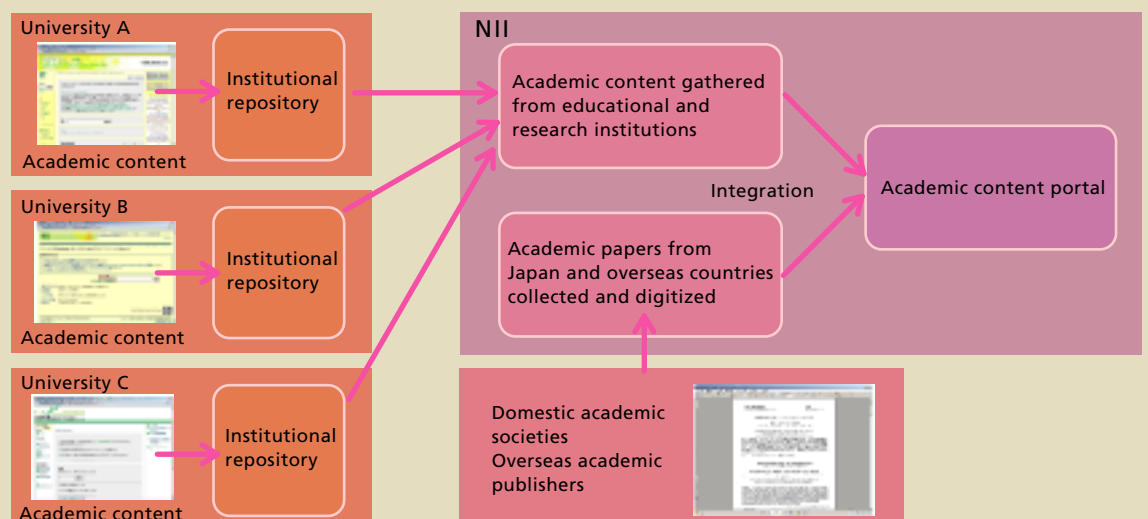 University A
Academic content
Institutional
repository
University B
Academic content
Institutional
repository
University C
Academic content
Institutional
repository
NII
Academic content gathered
from educational and
research institutions
Integration
Academic content portal
Academic papers from
Japan and overseas countries
collected and digitized
Domestic academic
societies
Overseas academic
publishers